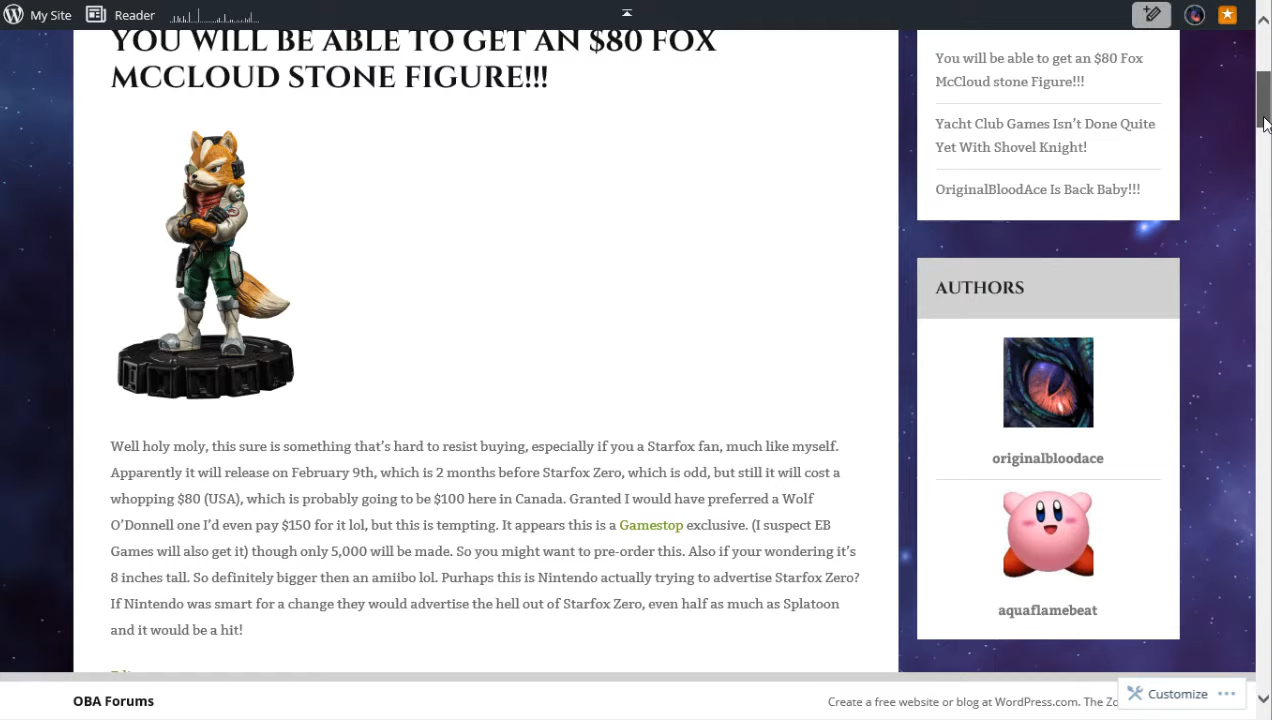 My Site Reader
YOU WILL BE ABLE TO GET AN $80 FOX
MCCLOUD STONE FIGURE!!!
Well holy moly, this sure is something that's hard to resist buying, especially if you a Starfox fan, much like myself.
Apparently it will release on February 9th, which is 2 months before Starfox Zero, which is odd, but still it will cost a
whopping $80 (USA), which is probably going to be $100 here in Canada. Granted I would have preferred a Wolf
O'Donnell one I'd even pay $150 for it lol, but this is tempting. It appears this is a Gamestop exclusive. (I suspect EB
Games will also get it) though only 5,000 will be made. So you might want to pre-order this. Also if your wondering it's
8 inches tall. So definitely bigger then an amiibo lol. Purhaps this is Nintendo actually trying to advertise Starfox Zero?
If Nintendo was smart for a change they would advertise the hell out of Starfox Zero, even half as much as Splatoon
and it would be a hit!
You will be able to get an $80 Fox
McCloud stone Figure!!!
Yacht Club Games Isn't Done Quite
Yet With Shovel Knight!
OriginalBloodAce Is Back Baby!!!
AUTHORS
originalbloodace
aquaflamebeat
OBA Forums
Create a free website or blog at WordPress.com. The Zo
Customize